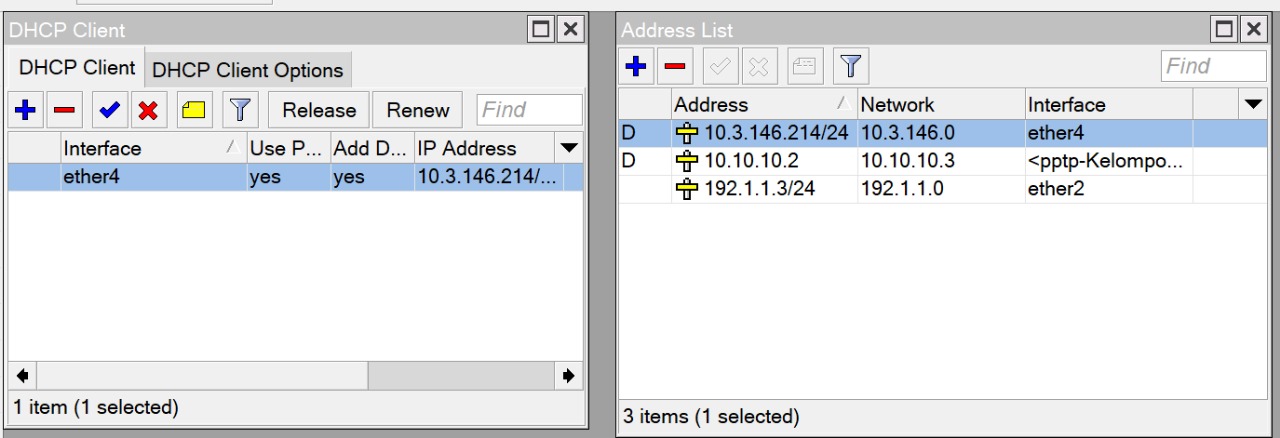 DHCP Client
DHCP Client DHCP Client Options
Release Renew Find
Interface Use P... Add D... IP Address
ether4 yes yes 10.3.146.214/...
1 item (1 selected)
Address List
Find
Address Network Interface
D 10.3.146.214/24 10.3.146.0 ether4
D 10.10.10.2 10.10.10.3 <pptp-Kelompo...
192.1.1.3/24 192.1.1.0 ether2
3 items (1 selected)